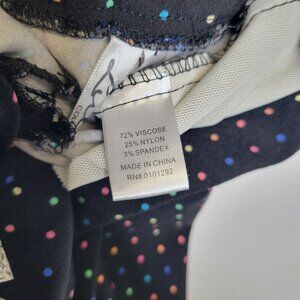 72% VISCOSE
25% NYLON
3% SPANDEX
MADE IN CHINA
RN# 0101292